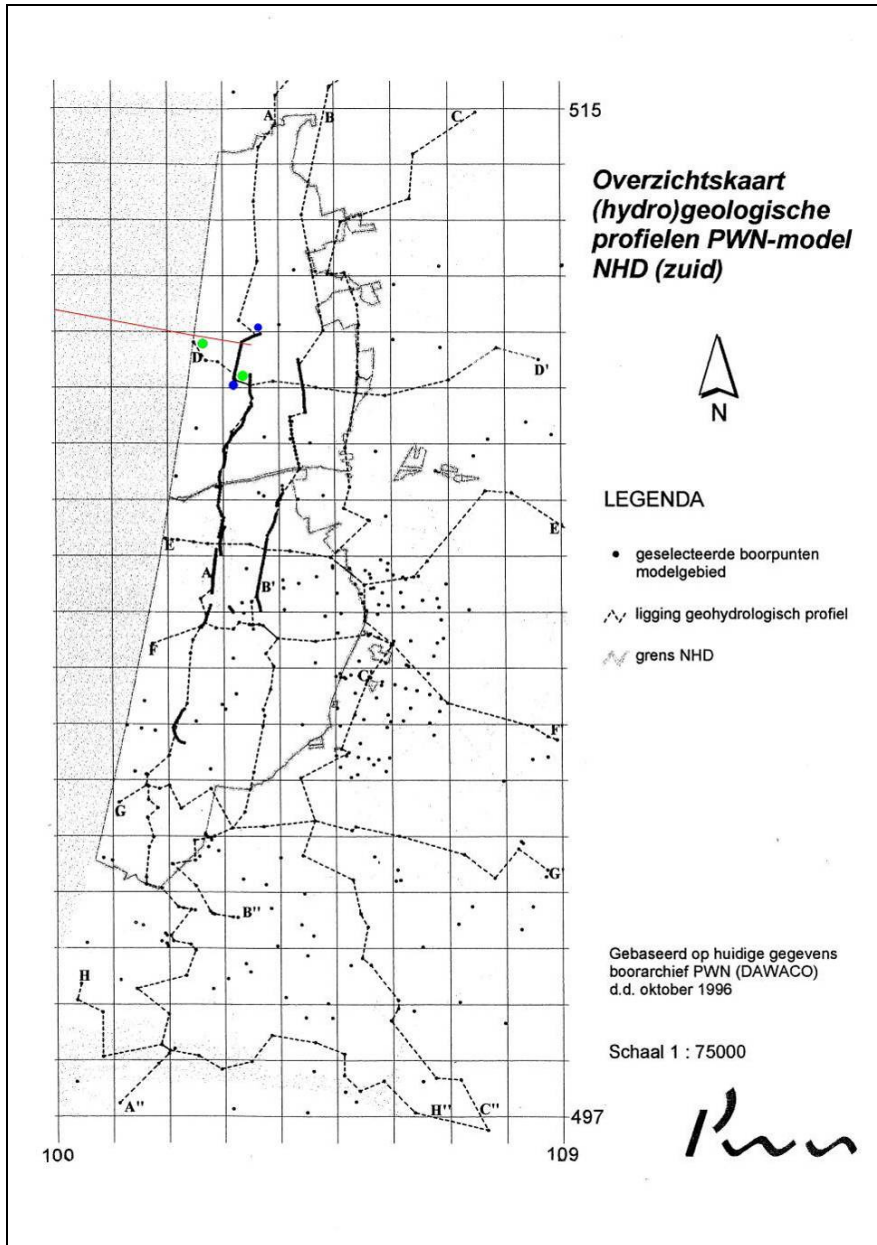 A
B
C
515
Overzichtskaart
(hydro)geologische
profielen PWN-model
NHD (zuid)
D
D'
N
LEGENDA
E
E
geselecteerde boorpunten
modelgebied
A
B'
ligging geohydrologisch profiel
F
grens NHD
C'
F
G
G'
B"
H
Gebaseerd op huidige gegevens
boorarchief PWN (DAWACO)
d.d. oktober 1996
Schaal 1 : 75000
A"
H"
C"
497
100
109
Pwn